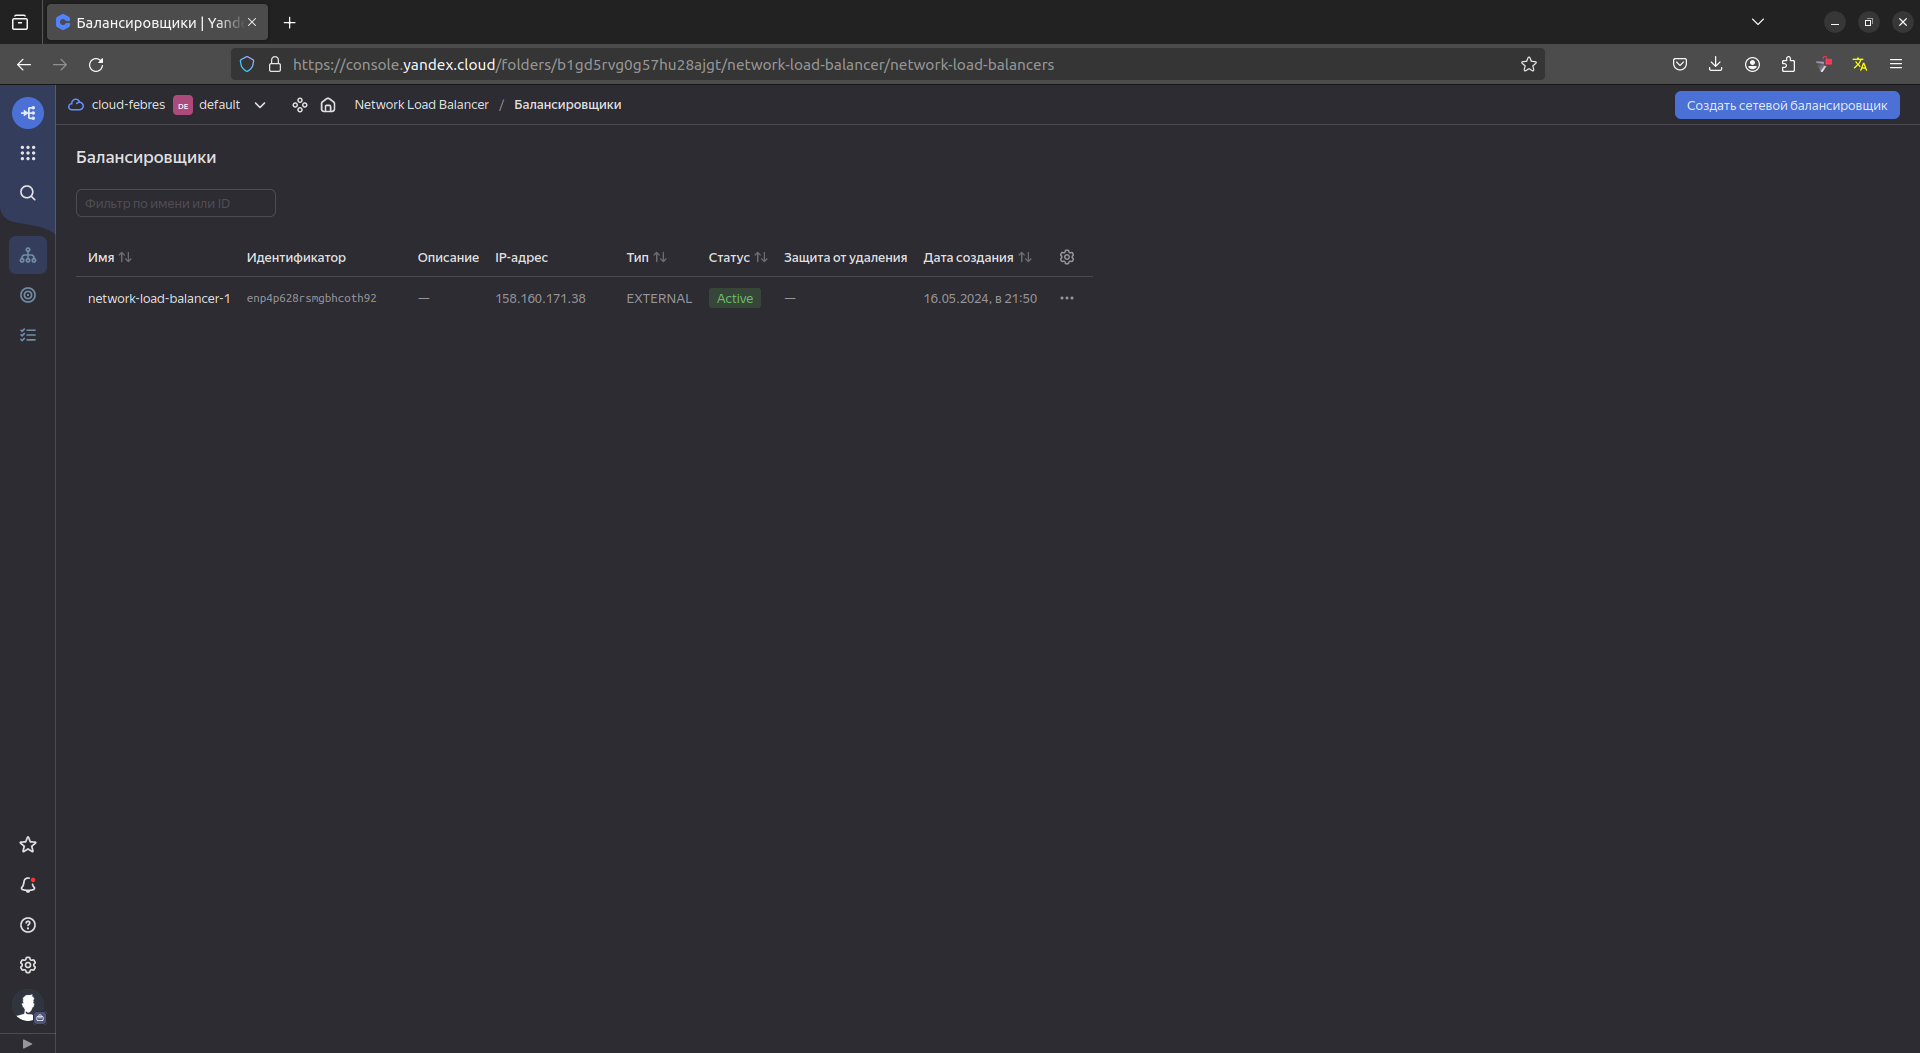 Балансировщики | Yand
https://console.yandex.cloud/folders/b1gd5rvg0g57hu28ajgt/network-load-balancer/network-load-balancers
cloud-febres DE default Network Load Balancer / Балансировщики Создать сетевой балансировщик
Балансировщики
Фильтр по имени или ID
Имя Идентификатор Описание IP-адрес Тип Статус Защита от удаления Дата создания
network-load-balancer-1 enp4p628rsmgbhcoth92 — 158.160.171.38 EXTERNAL Active — 16.05.2024, в 21:50